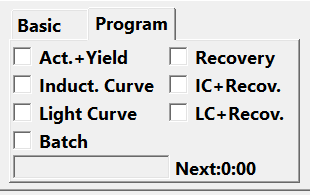 Basic Program
Act.+Yield Recovery
Induct. Curve IC+Recov.
Light Curve LC+Recov.
Batch
Next:0:00